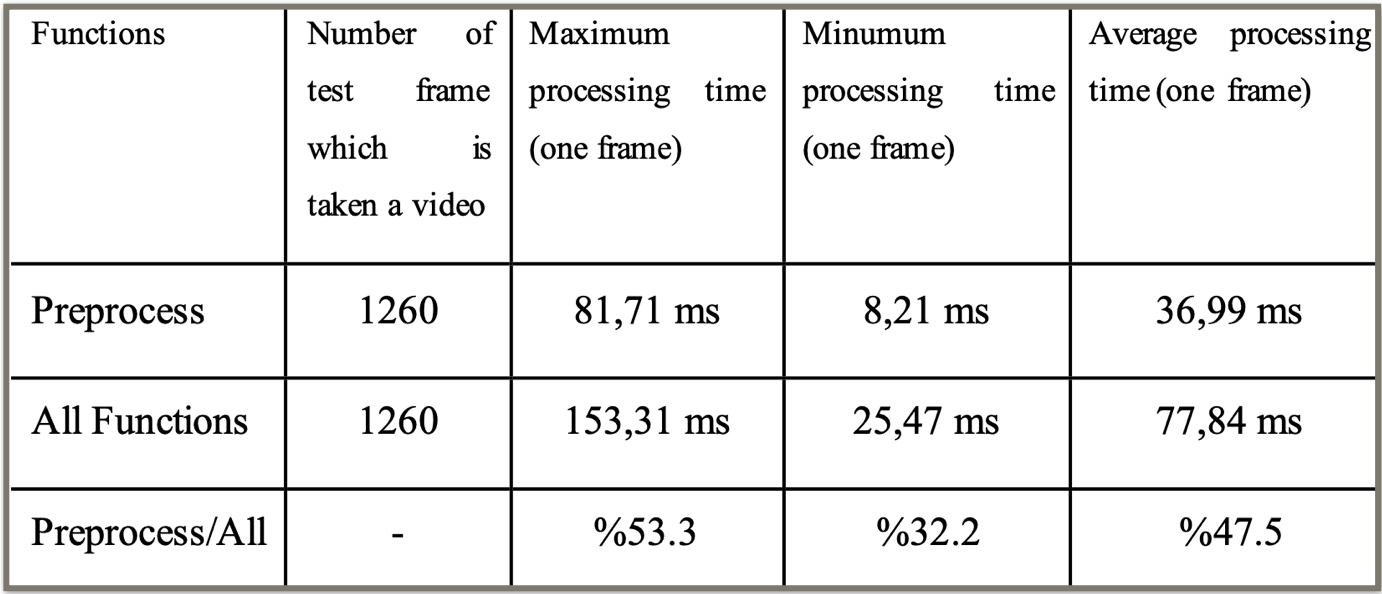 Functions
Number of
test frame
which is
taken a video
Maximum
processing time
(one frame)
Minumum
processing time
(one frame)
Average processing
time (one frame)
Preprocess 1260 81,71 ms 8,21 ms 36,99 ms
All Functions 1260 153,31 ms 25,47 ms 77,84 ms
Preprocess/All - %53.3 %32.2 %47.5